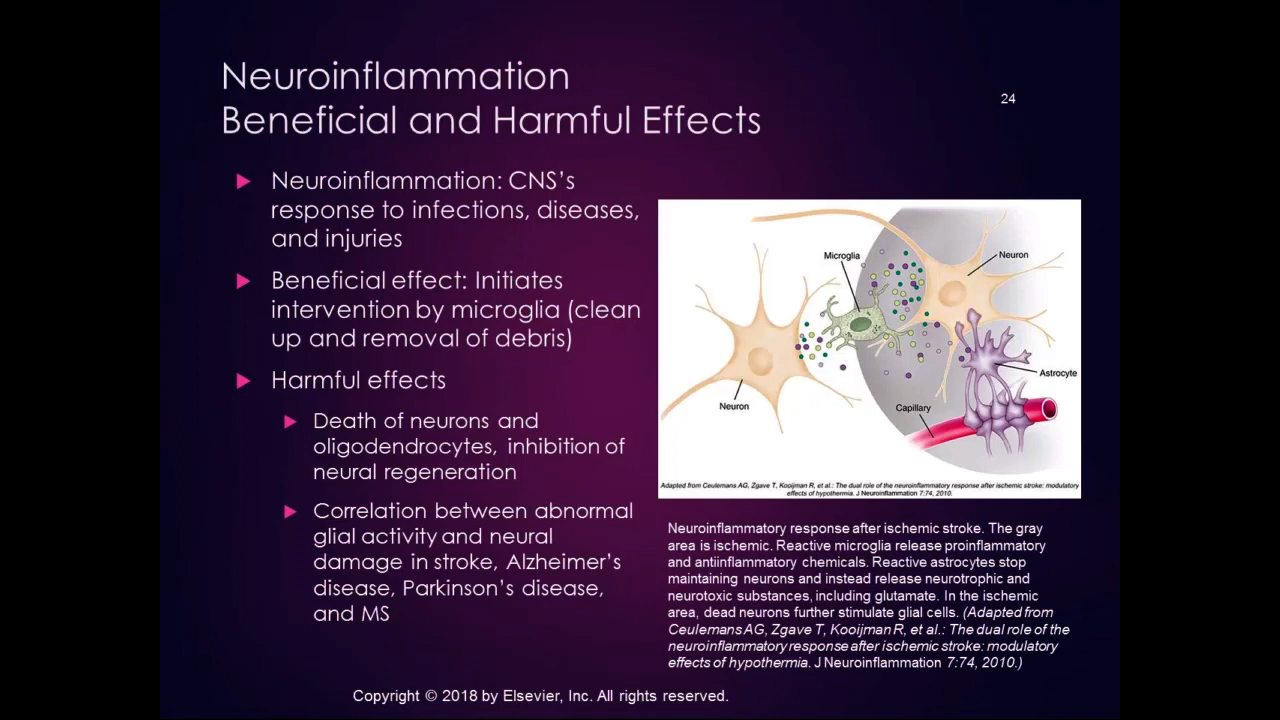 Neuroinflammation
Beneficial and Harmful Effects
24
Neuroinflammation: CNS's
response to infections, diseases,
and injuries
Beneficial effect: Initiates
intervention by microglia (clean
up and removal of debris)
Harmful effects
Death of neurons and
oligodendrocytes, inhibition of
neural regeneration
Correlation between abnormal
glial activity and neural
damage in stroke, Alzheimer's
disease, Parkinson's disease,
and MS
Microglia
Neuron
Astrocyte
Neuron
Capillary
Adapted from Ceulemans AG, Zgave T, Kooijman R, et al.: The dual role of the neuroinflammatory response after ischemic stroke: modulatory
effects of hypothermia. J Neuroinflammation 7:74, 2010.
Neuroinflammatory response after ischemic stroke. The gray
area is ischemic. Reactive microglia release proinflammatory
and antiinflammatory chemicals. Reactive astrocytes stop
maintaining neurons and instead release neurotrophic and
neurotoxic substances, including glutamate. In the ischemic
area, dead neurons further stimulate glial cells. (Adapted from
Ceulemans AG, Zgave T, Kooijman R, et al.: The dual role of the
neuroinflammatory response after ischemic stroke: modulatory
effects of hypothermia. J Neuroinflammation 7:74, 2010.)
Copyright © 2018 by Elsevier, Inc. All rights reserved.